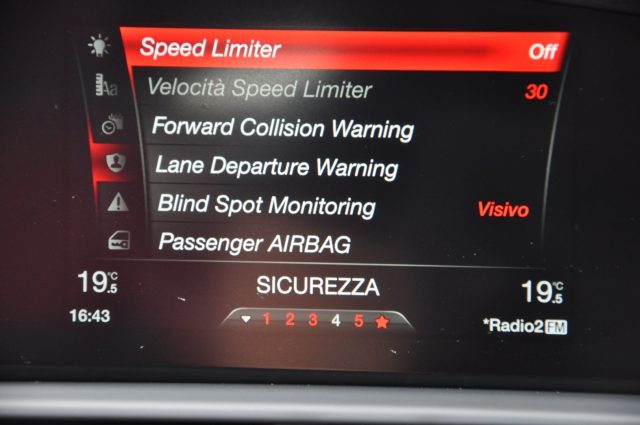 Speed Limiter Off
Velocità Speed Limiter 30
Aa
Forward Collision Warning
Lane Departure Warning
Blind Spot Monitoring Visivo
Passenger AIRBAG
19.5°C SICUREZZA 19.5°C
16:43 1 2 3 4 5 *Radio2 FM